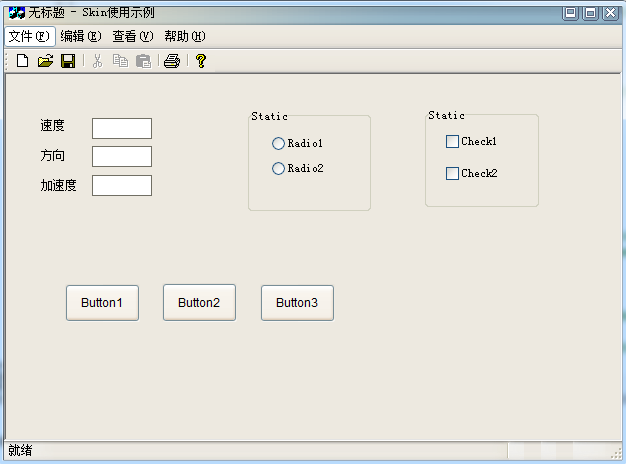 无标题 - Skin使用示例
文件(F) 编辑(E) 查看(V) 帮助(H)
速度
方向
加速度
Static
Radio1
Radio2
Static
Check1
Check2
Button1 Button2 Button3
就绪